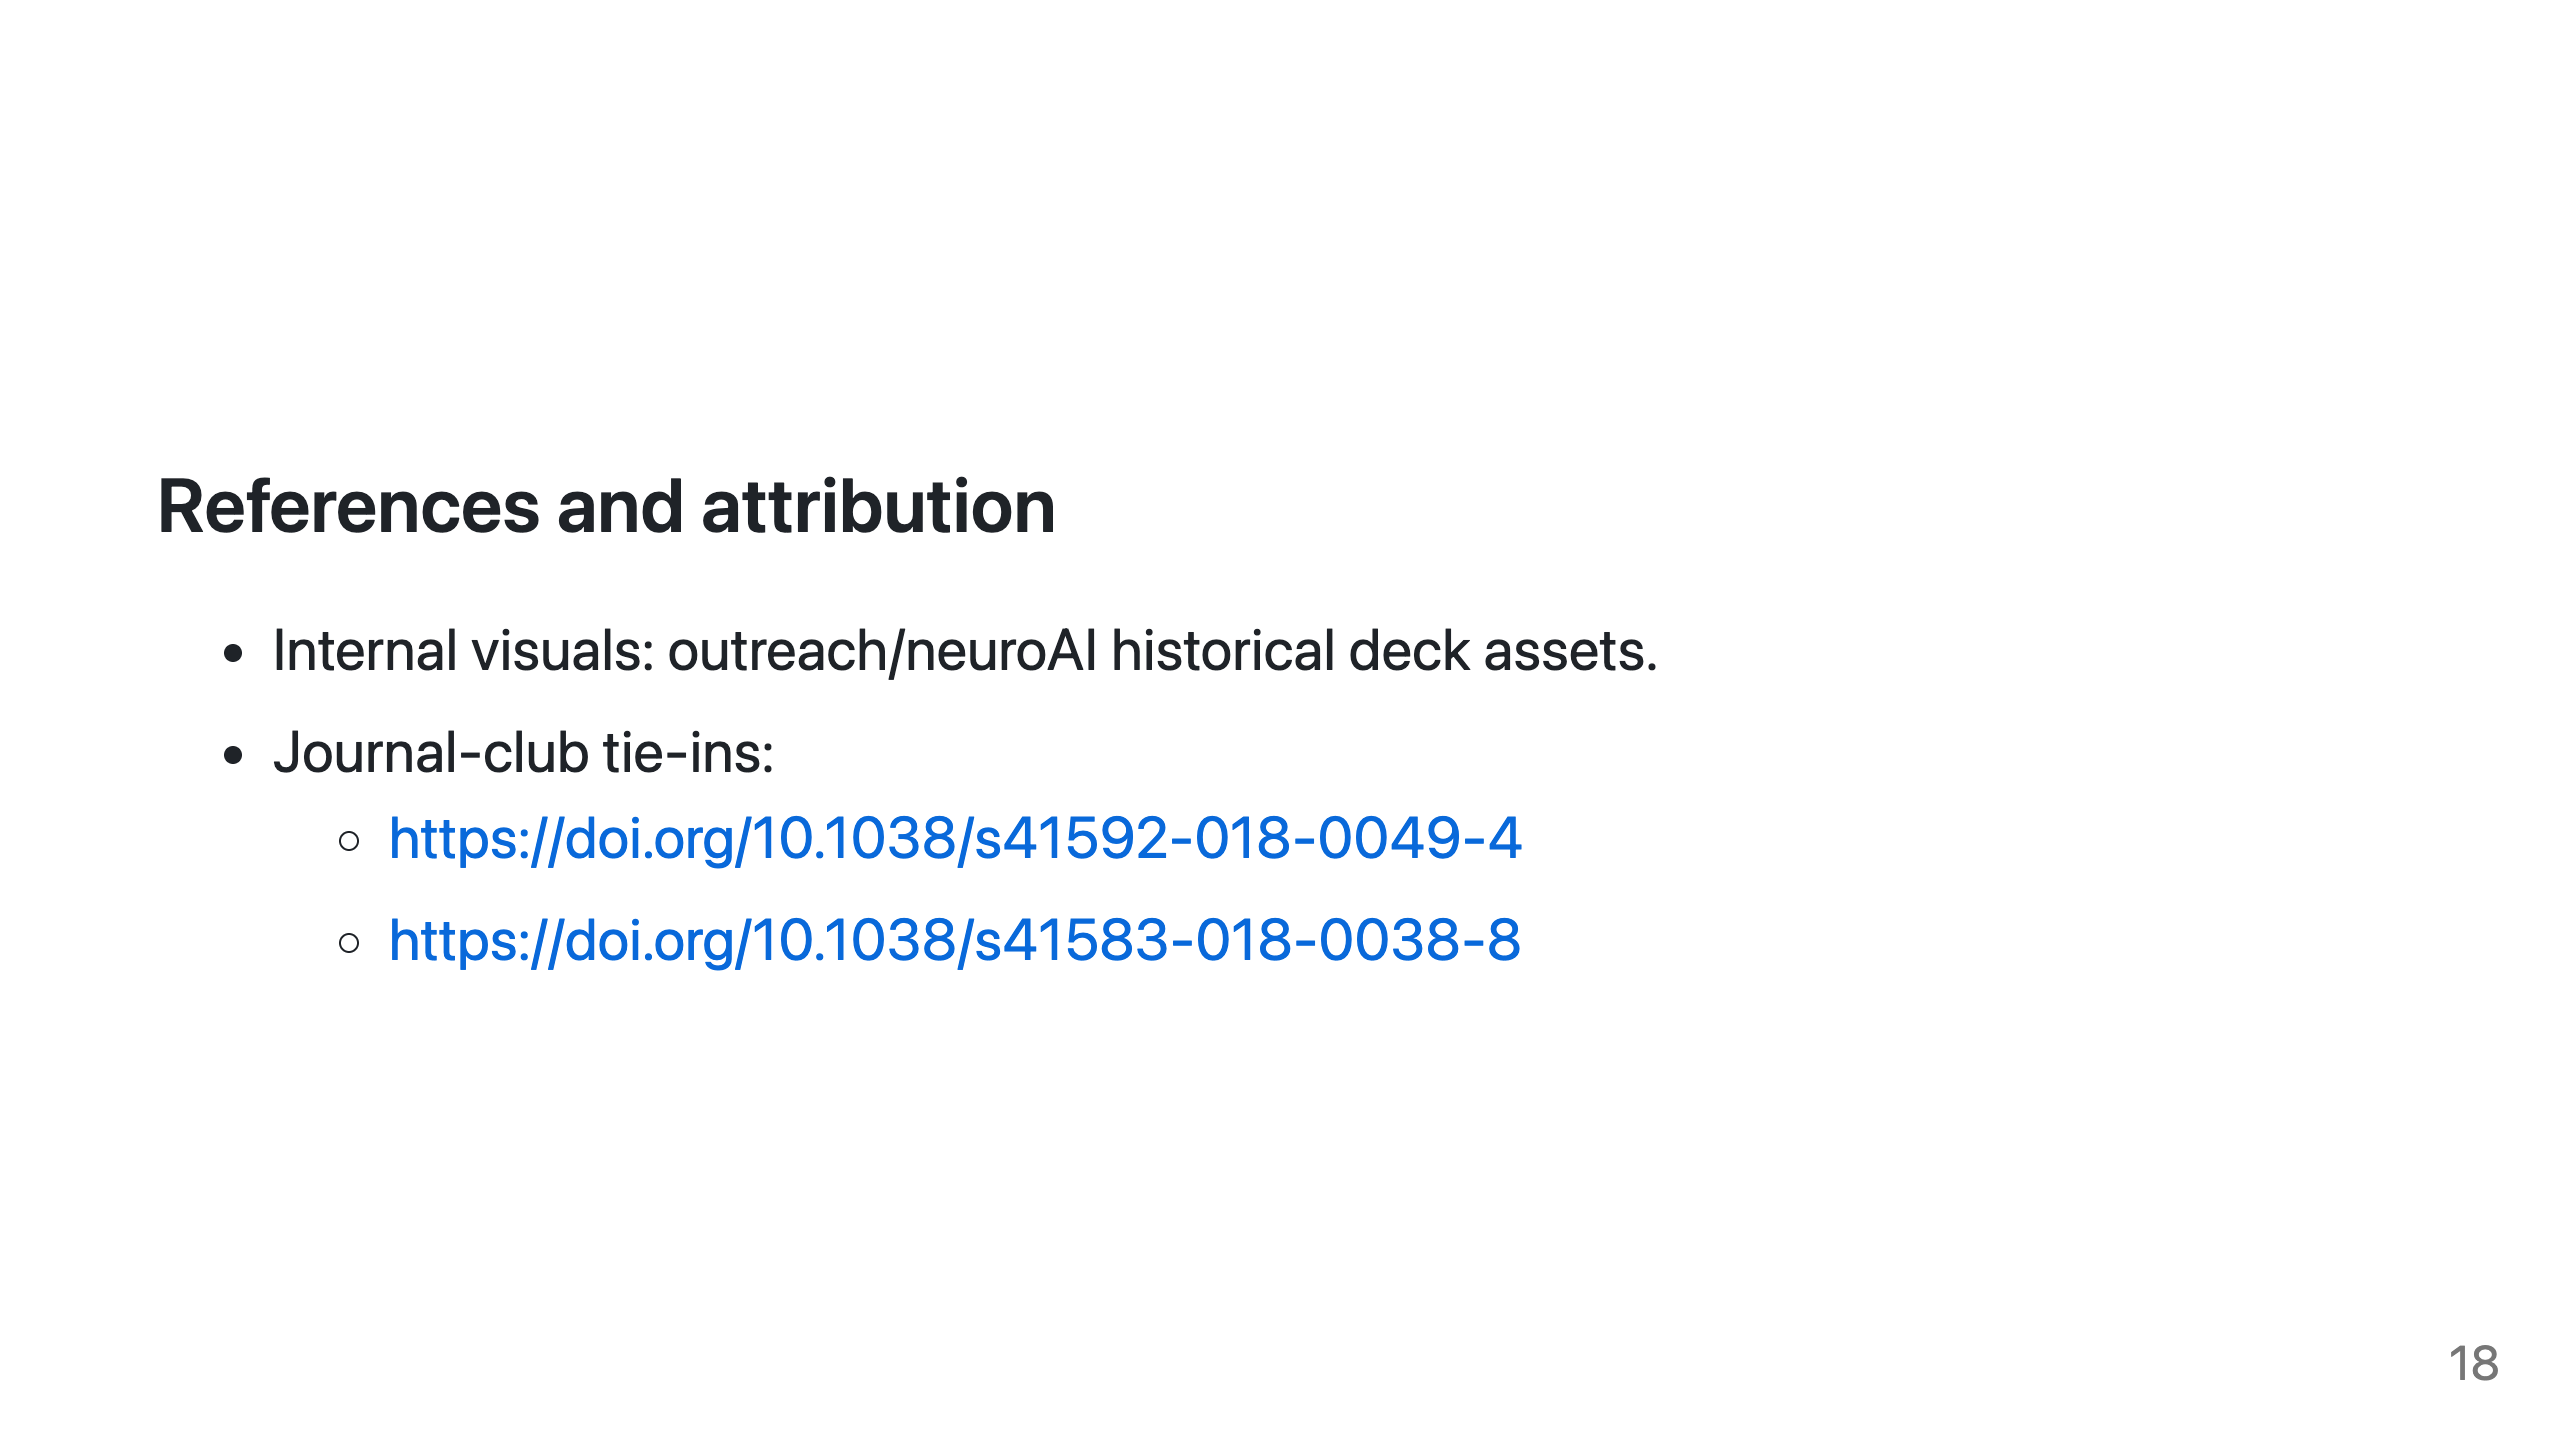 References and attribution
Internal visuals: outreach/neuroAI historical deck assets.
Journal-club tie-ins:
https://doi.org/10.1038/s41592-018-0049-4
https://doi.org/10.1038/s41583-018-0038-8
18